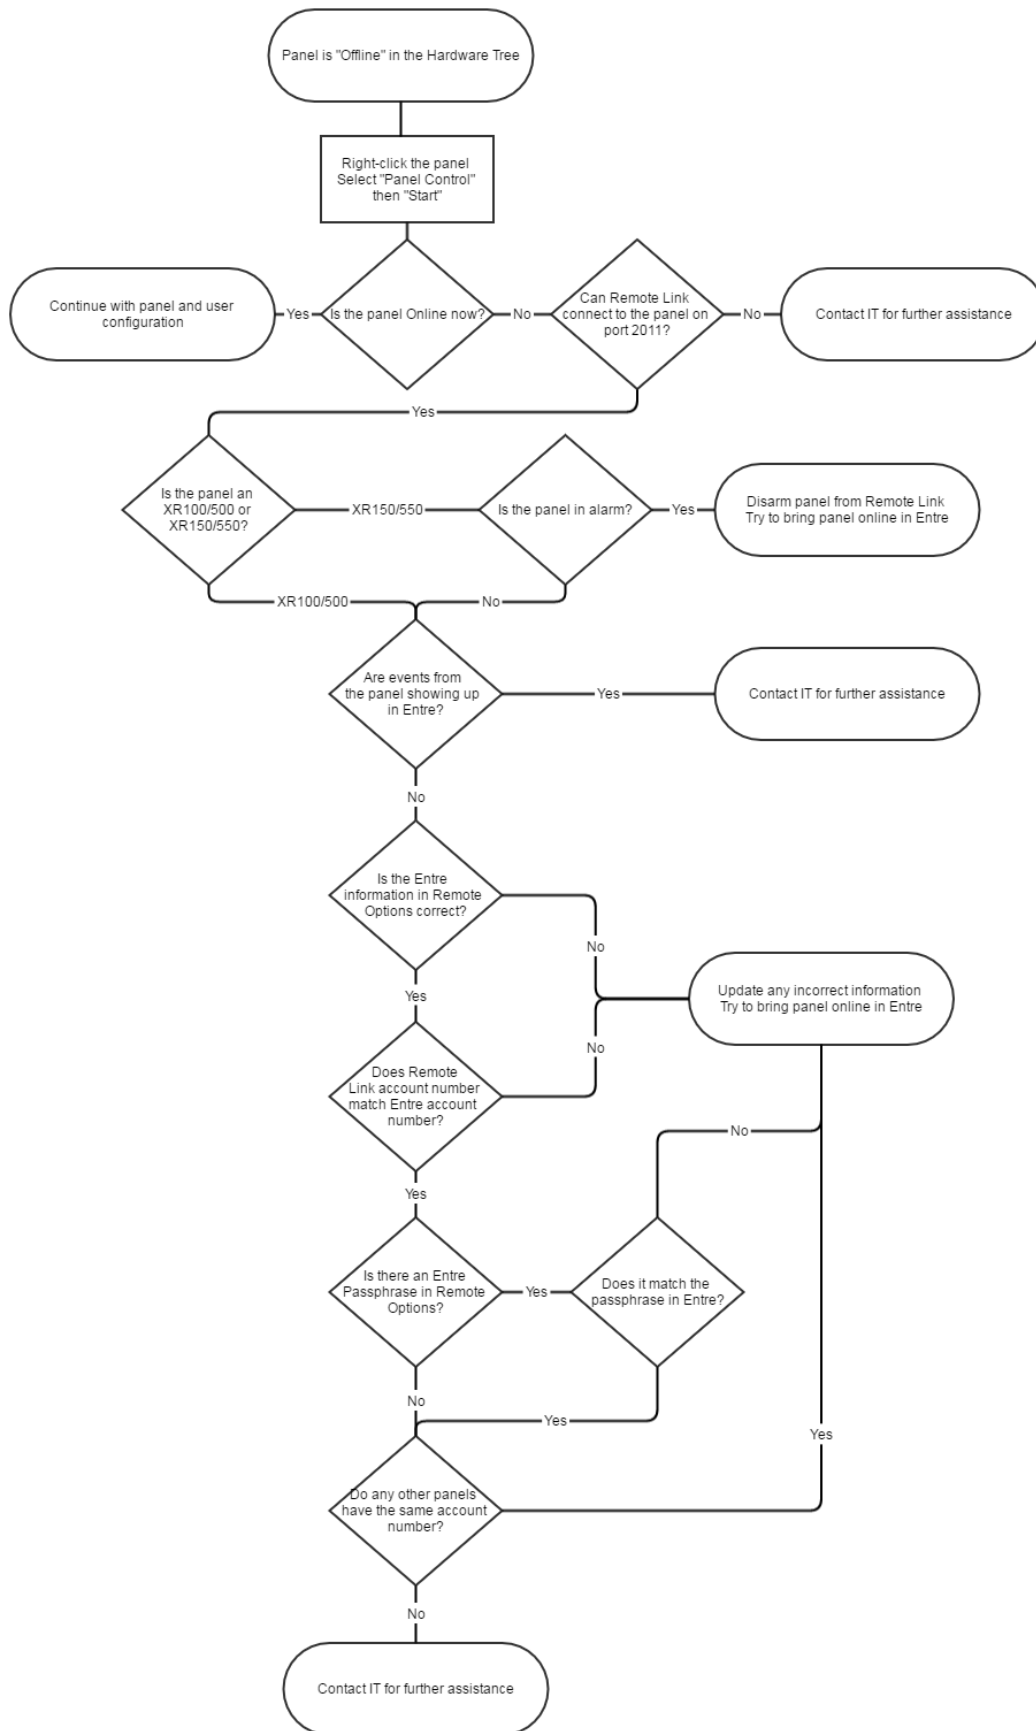 Panel is "Offline" in the Hardware Tree
Right-click the panel
Select "Panel Control"
then "Start"
Continue with panel and user
configuration
Yes
Is the panel Online now?
No
Can Remote Link
connect to the panel on
port 2011?
No
Contact IT for further assistance
Yes
Is the panel an
XR100/500 or
XR150/550?
XR150/550
Is the panel in alarm?
Yes
Disarm panel from Remote Link
Try to bring panel online in Entre
XR100/500
No
Are events from
the panel showing up
in Entre?
Yes
Contact IT for further assistance
No
Is the Entre
information in Remote
Options correct?
No
Yes
Update any incorrect information
Try to bring panel online in Entre
No
Does Remote
Link account number
match Entre account
number?
No
Yes
Is there an Entre
Passphrase in Remote
Options?
Yes
Does it match the
passphrase in Entre?
No
Yes
Yes
Do any other panels
have the same account
number?
No
Contact IT for further assistance